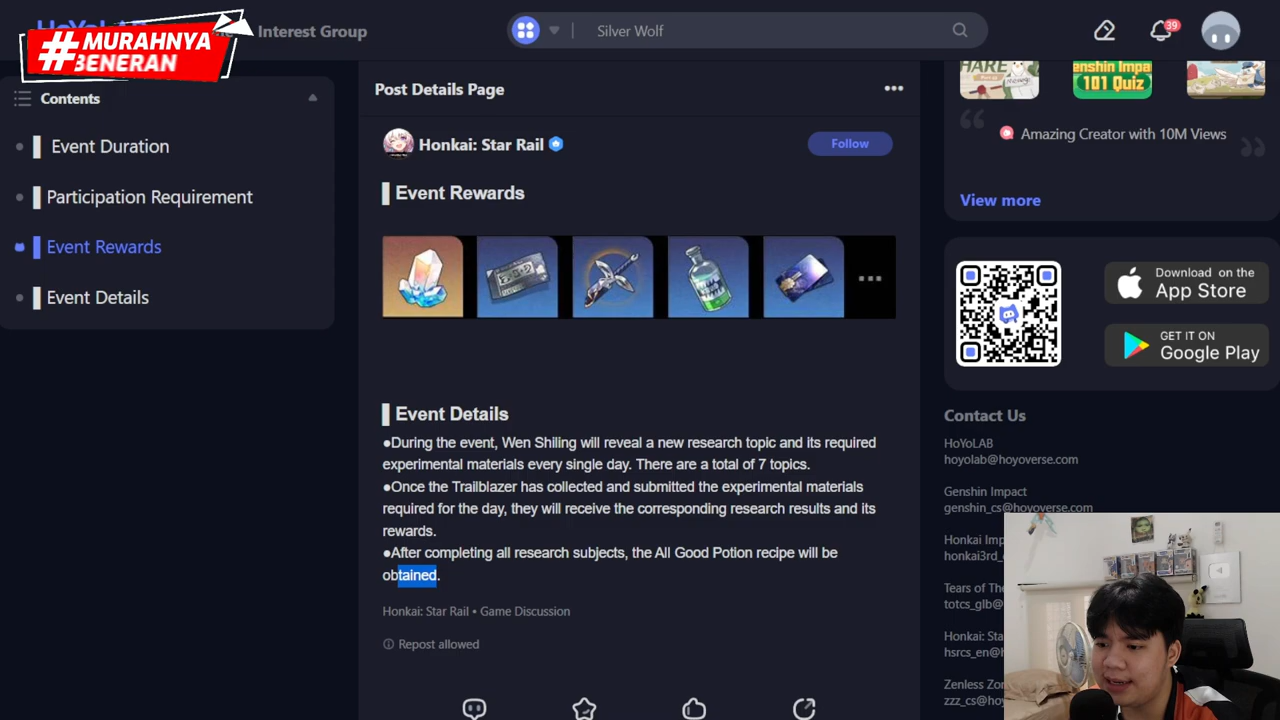 #MURAHNYA
BENERAN
Interest Group
Silver Wolf
39
Contents
Event Duration
Participation Requirement
Event Rewards
Event Details
Post Details Page
Honkai: Star Rail
Follow
Event Rewards
Event Details
●During the event, Wen Shiling will reveal a new research topic and its required
experimental materials every single day. There are a total of 7 topics.
●Once the Trailblazer has collected and submitted the experimental materials
required for the day, they will receive the corresponding research results and its
rewards.
●After completing all research subjects, the All Good Potion recipe will be
obtained.
Honkai: Star Rail • Game Discussion
Repost allowed
101 Quiz
Amazing Creator with 10M Views
View more
Download on the
App Store
GET IT ON
Google Play
Contact Us
HoYoLAB
hoyolab@hoyoverse.com
Genshin Impact
genshin_cs@hoyoverse.com
Honkai Im
honkai3rd_
Tears of The
totcs_glb@
Honkai: Sta
hsrcs_en@h
Zenless Zon
zzz_cs@ho